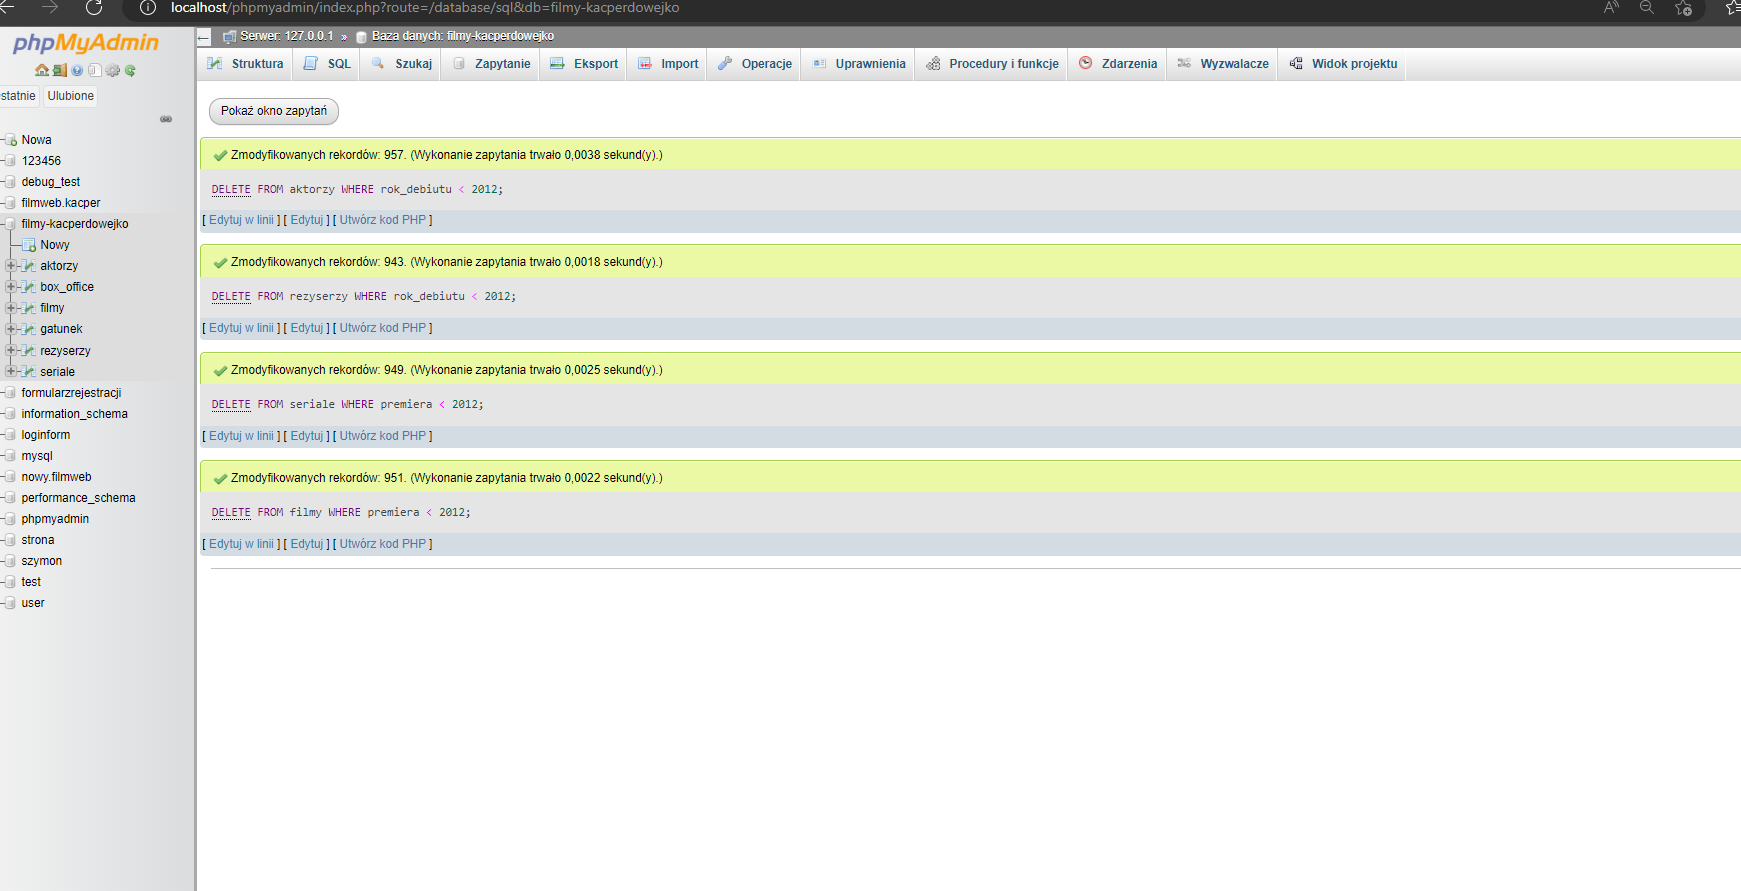 localhost/phpmyadmin/index.php?route=/database/sql&db=filmy-kacperdowejko
phpMyAdmin
statnie Ulubione
Nowa
123456
debug_test
filmweb.kacper
filmy-kacperdowejko
Nowy
aktorzy
box_office
filmy
gatunek
rezyserzy
seriale
formularzrejestracji
information_schema
loginform
mysql
nowy.filmweb
performance_schema
phpmyadmin
strona
szymon
test
user
Serwer: 127.0.0.1 » Baza danych: filmy-kacperdowejko
Struktura SQL Szukaj Zapytanie Eksport Import Operacje Uprawnienia Procedury i funkcje Zdarzenia Wyzwalacze Widok projektu
Pokaż okno zapytań
Zmodyfikowanych rekordów: 957. (Wykonanie zapytania trwało 0,0038 sekund(y).)
DELETE FROM aktorzy WHERE rok_debiutu < 2012;
[ Edytuj w linii ] [ Edytuj ] [ Utwórz kod PHP ]
Zmodyfikowanych rekordów: 943. (Wykonanie zapytania trwało 0,0018 sekund(y).)
DELETE FROM rezyserzy WHERE rok_debiutu < 2012;
[ Edytuj w linii ] [ Edytuj ] [ Utwórz kod PHP ]
Zmodyfikowanych rekordów: 949. (Wykonanie zapytania trwało 0,0025 sekund(y).)
DELETE FROM seriale WHERE premiera < 2012;
[ Edytuj w linii ] [ Edytuj ] [ Utwórz kod PHP ]
Zmodyfikowanych rekordów: 951. (Wykonanie zapytania trwało 0,0022 sekund(y).)
DELETE FROM filmy WHERE premiera < 2012;
[ Edytuj w linii ] [ Edytuj ] [ Utwórz kod PHP ]